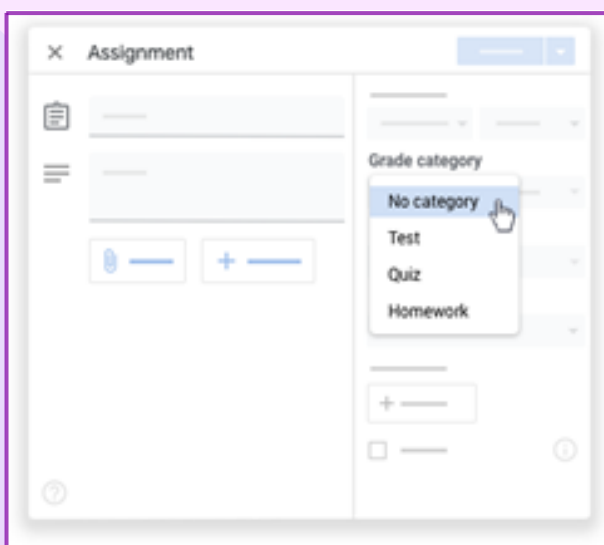 Assignment
Grade category
No category
Test
Quiz
Homework